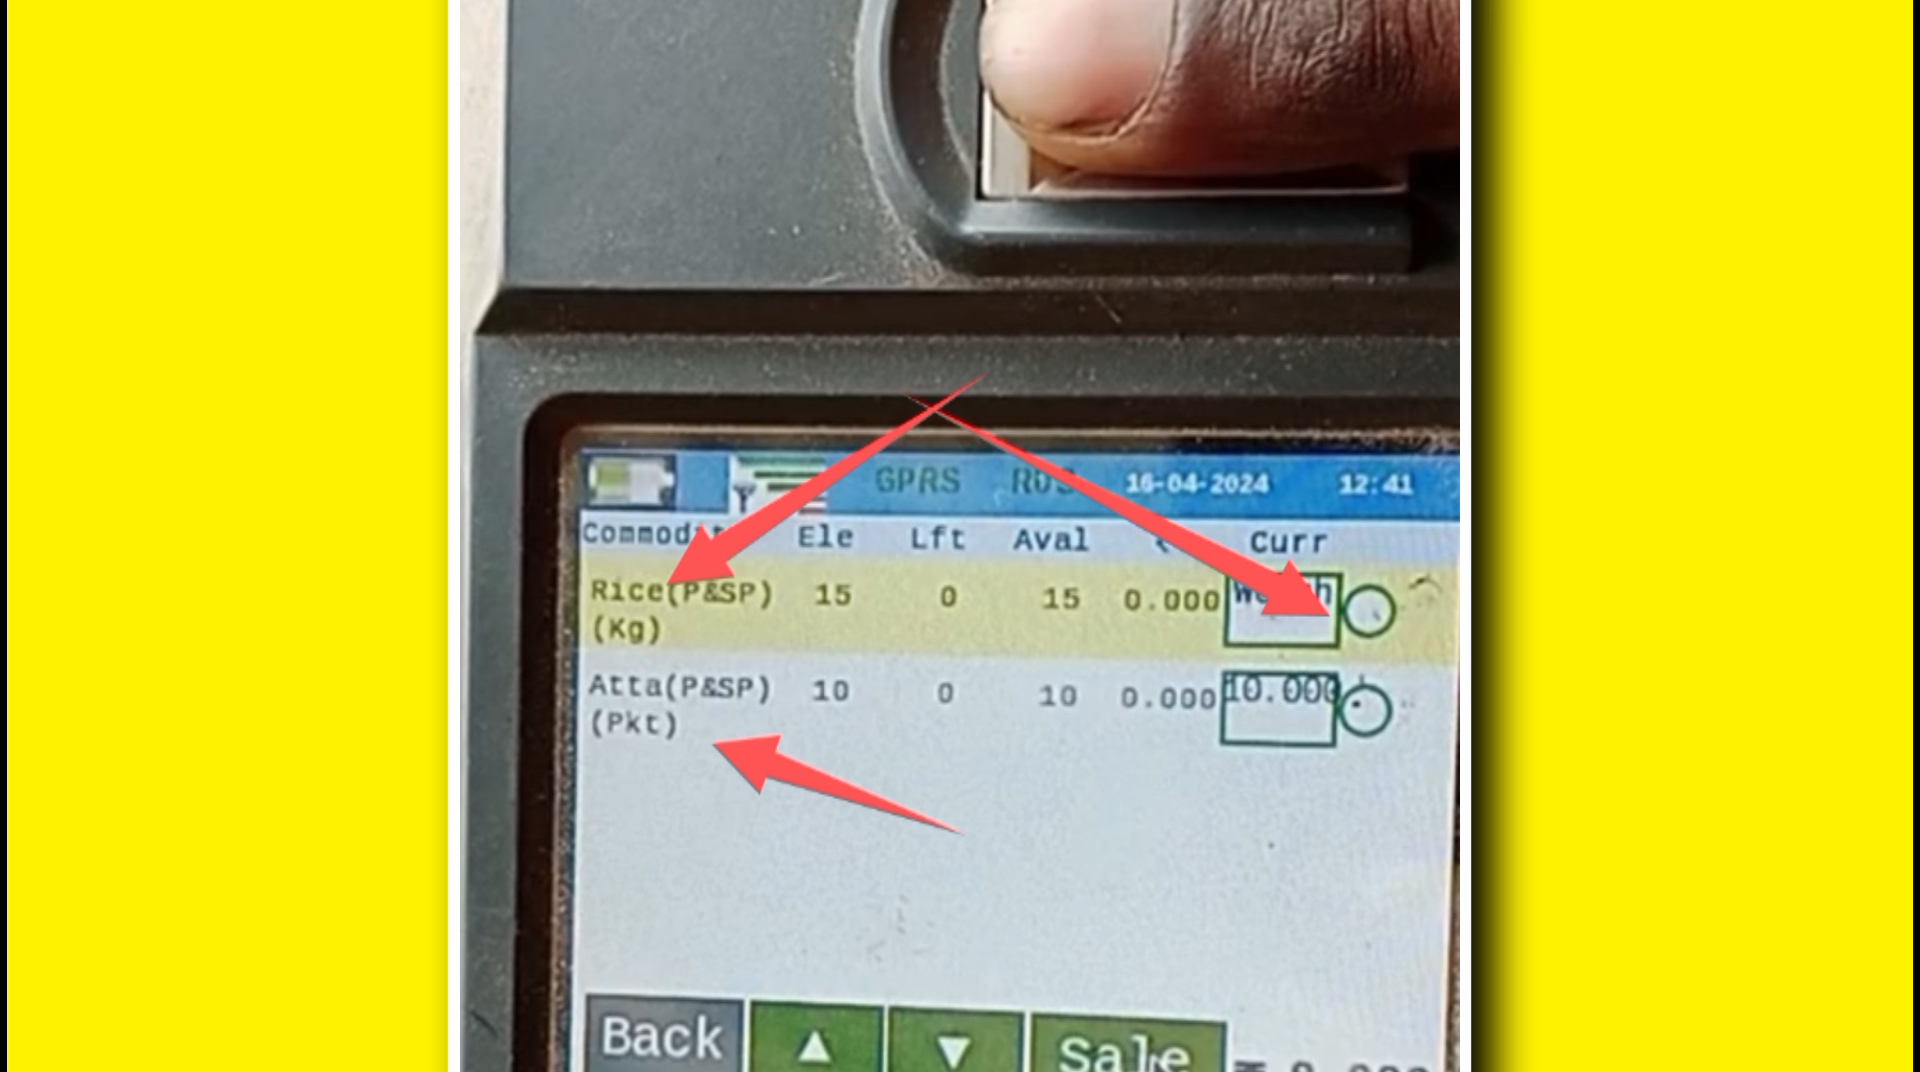 GPRS 16-04-2024 12:41
Ele Lft Aval Curr
Rice(P&SP) 15 0 15 0.000
(Kg)
Atta(P&SP) 10 0 10 0.000 10.000
(Pkt)
Back ▲ ▼ Sale